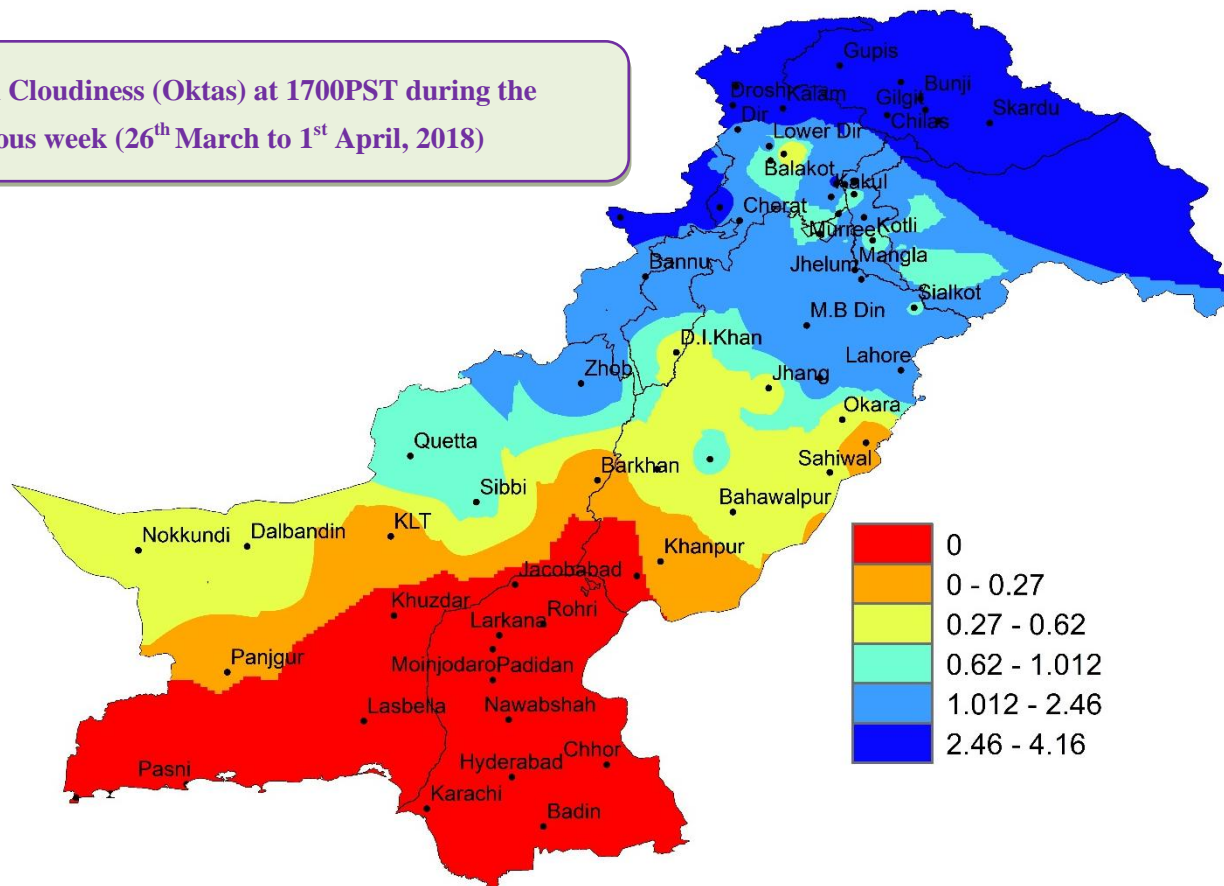 Cloudiness (Oktas) at 1700PST during the
ous week (26th March to 1st April, 2018)
Gupis
Bunji
Drosh
Kalam
Gilgit
Skardu
Chilas
Dir
Lower Dir
Balakot
Kakul
Cherat
Murree
Kotli
Mangla
Bannu
Jhelum
Sialkot
M.B Din
D.I.Khan
Lahore
Zhob
Jhang
Okara
Quetta
Barkhan
Sahiwal
Sibbi
Bahawalpur
KLT
Nokkundi
Dalbandin
Khanpur
Jacobabad
Khuzdar
Rohri
Larkana
Panjgur
Moinjodaro
Padidan
Lasbella
Nawabshah
Chhor
Pasni
Hyderabad
Karachi
Badin
0
0 - 0.27
0.27 - 0.62
0.62 - 1.012
1.012 - 2.46
2.46 - 4.16